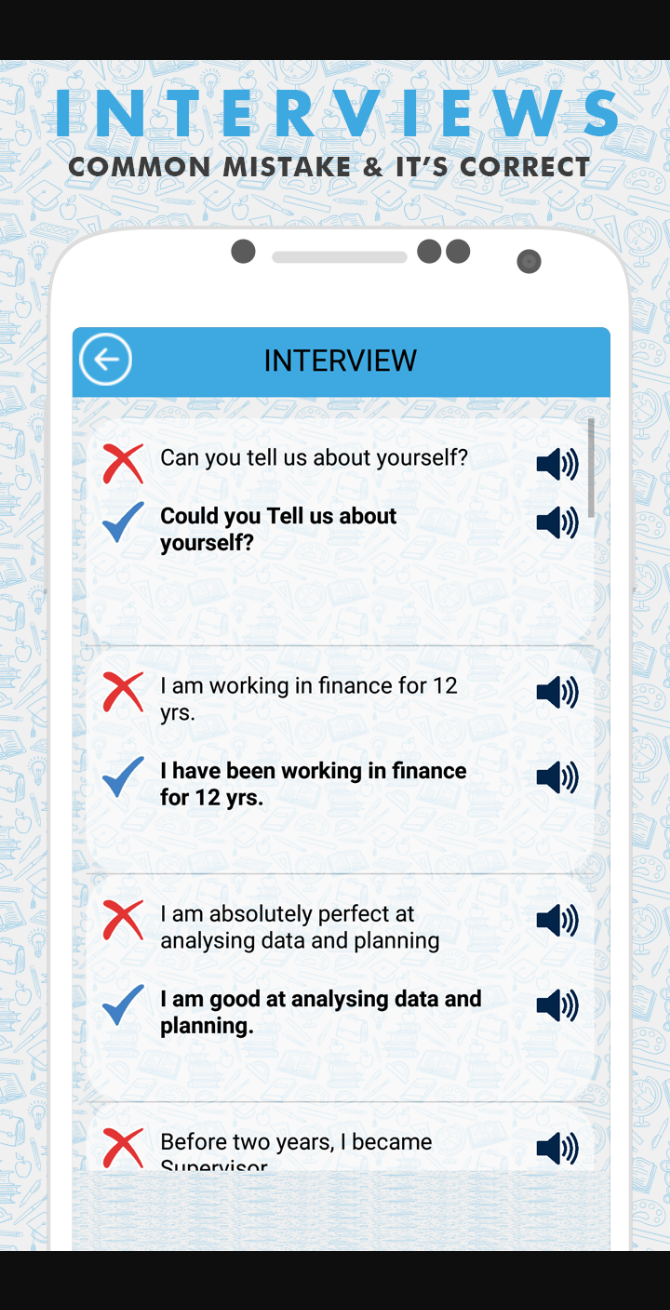 INTERVIEWS
COMMON MISTAKE & IT'S CORRECT
INTERVIEW
Can you tell us about yourself?
Could you Tell us about
yourself?
I am working in finance for 12
yrs.
I have been working in finance
for 12 yrs.
I am absolutely perfect at
analysing data and planning
I am good at analysing data and
planning.
Before two years, I became
Supervisor